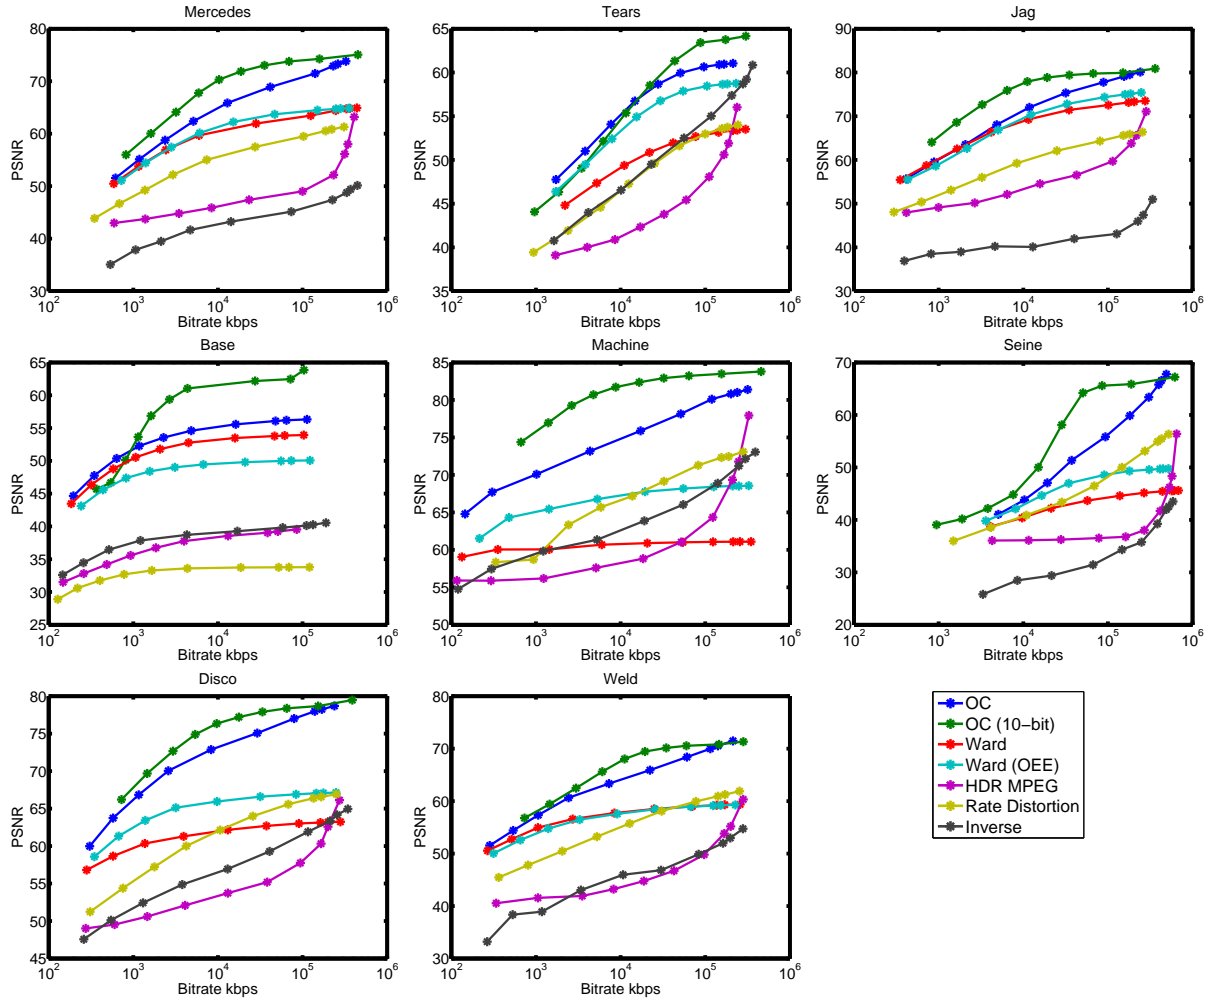 Mercedes
80
70
60
50
40
30
PSNR
10^2 10^3 10^4 10^5 10^6
Bitrate kbps
Tears
65
60
55
50
45
40
35
PSNR
10^2 10^3 10^4 10^5 10^6
Bitrate kbps
Jag
90
80
70
60
50
40
30
PSNR
10^2 10^3 10^4 10^5 10^6
Bitrate kbps
Base
65
60
55
50
45
40
35
30
25
PSNR
10^2 10^3 10^4 10^5 10^6
Bitrate kbps
Machine
85
80
75
70
65
60
55
50
PSNR
10^2 10^3 10^4 10^5 10^6
Bitrate kbps
Seine
70
60
50
40
30
20
PSNR
10^2 10^3 10^4 10^5 10^6
Bitrate kbps
Disco
80
75
70
65
60
55
50
45
PSNR
10^2 10^3 10^4 10^5 10^6
Bitrate kbps
Weld
80
70
60
50
40
30
PSNR
10^2 10^3 10^4 10^5 10^6
Bitrate kbps
OC
OC (10−bit)
Ward
Ward (OEE)
HDR MPEG
Rate Distortion
Inverse